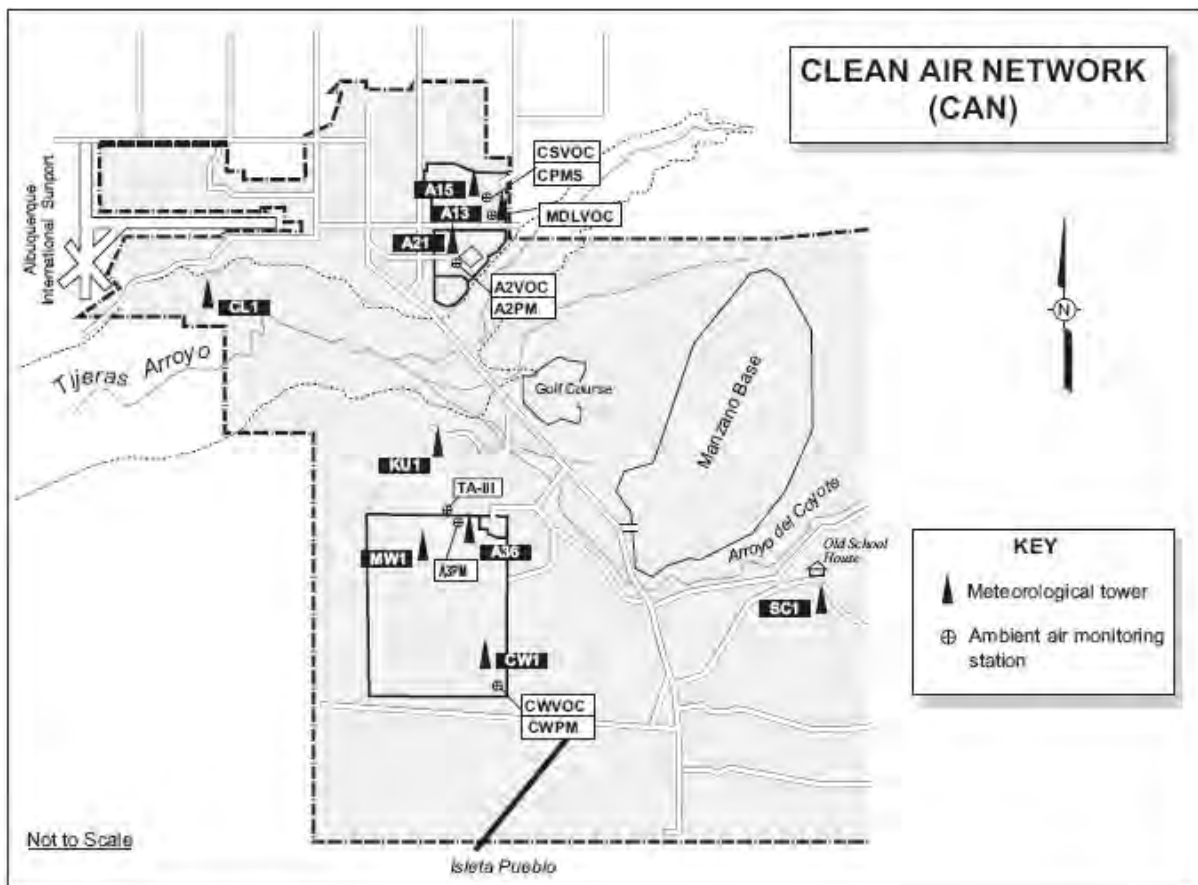 CLEAN AIR NETWORK
(CAN)
Albuquerque
International Sunport
CSVOC
CPMS
A15
A13
MDLVOC
A21
A2VOC
A2PM
CL1
Tijeras Arroyo
Golf Course
Manzano Base
KU1
TA-III
MW1
A36
A3PM
Arroyo del Coyote
Old School
House
SC1
CW1
CWVOC
CWPM
N
KEY
Meteorological tower
Ambient air monitoring
station
Not to Scale
Isleta Pueblo